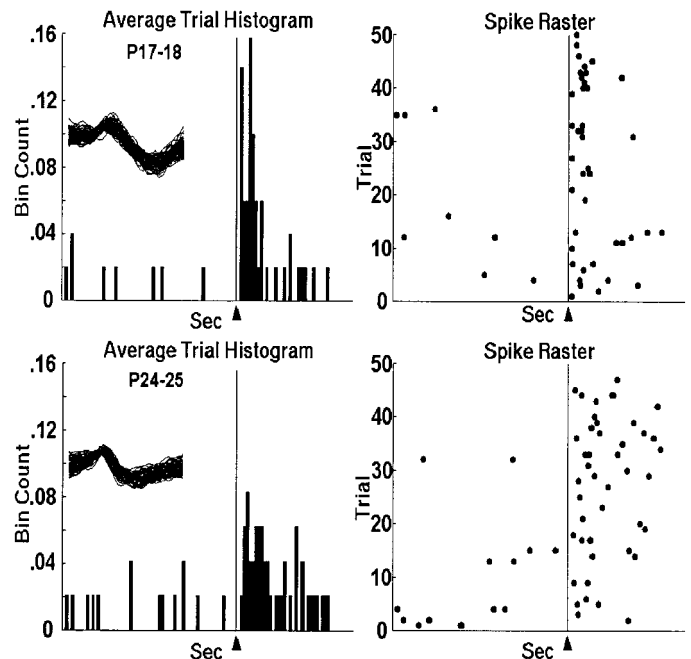 Average Trial Histogram
P17-18
Bin Count
.16
.12
.08
.04
0
Sec
Spike Raster
Trial
50
40
30
20
10
0
Sec
Average Trial Histogram
P24-25
Bin Count
.16
.12
.08
.04
0
Sec
Spike Raster
Trial
50
40
30
20
10
0
Sec